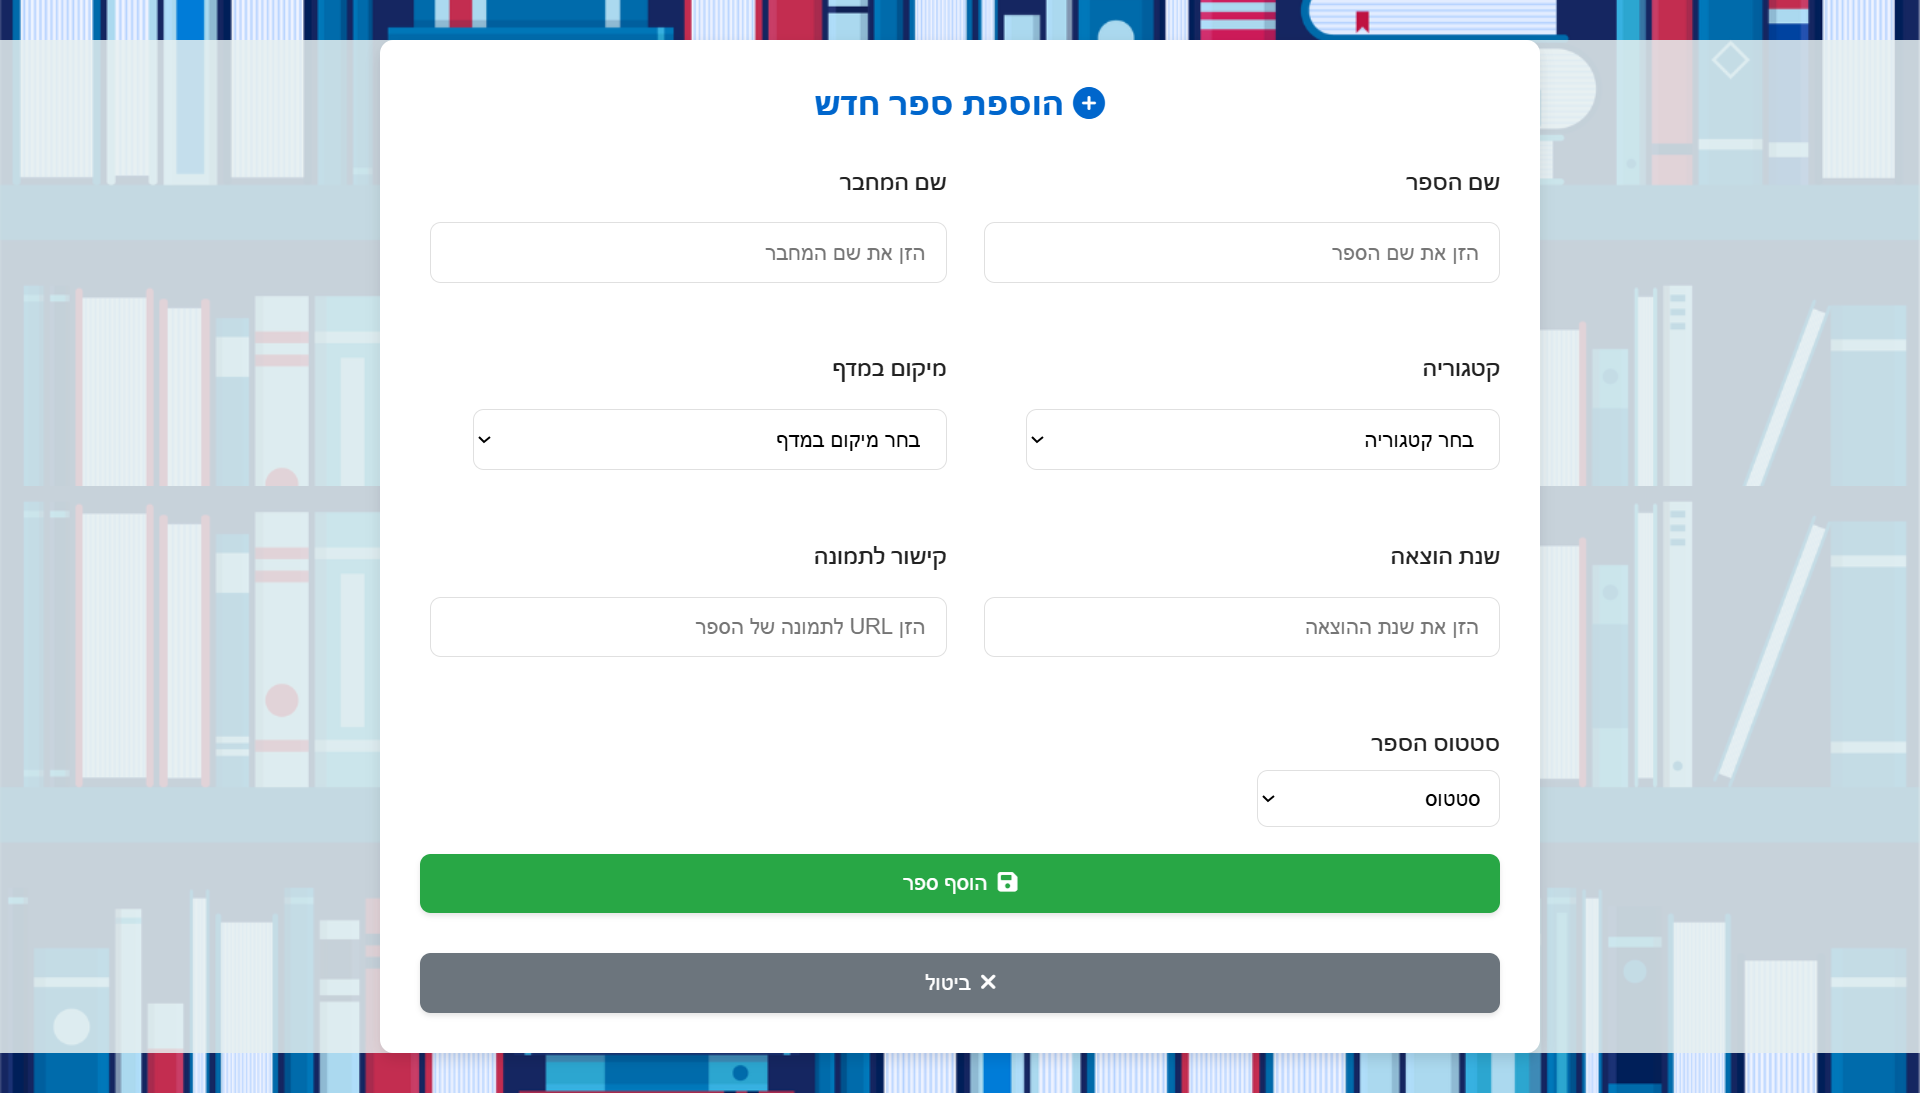 הוספת ספר חדש
שם הספר
שם המחבר
הזן את שם הספר
הזן את שם המחבר
קטגוריה
מיקום במדף
בחר קטגוריה
בחר מיקום במדף
שנת הוצאה
קישור לתמונה
הזן את שנת ההוצאה
הזן URL לתמונה של הספר
סטטוס הספר
סטטוס
הוסף ספר
ביטול